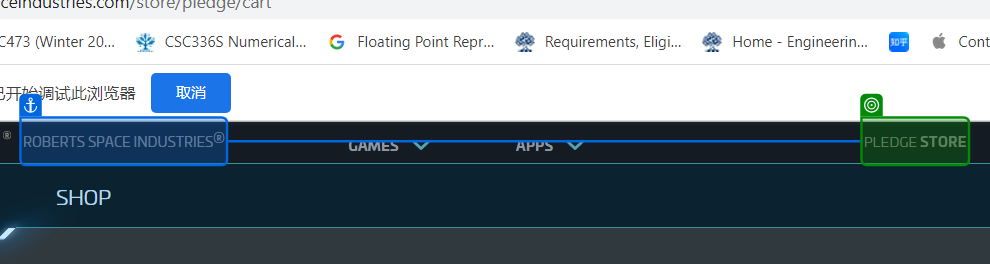 ceindustries.com/store/pledge/cart
C473 (Winter 20... CSC336S Numerical... Floating Point Repr... Requirements, Eligi... Home - Engineerin... 知乎 Cont
已开始调试此浏览器 取消
® ROBERTS SPACE INDUSTRIES® GAMES APPS PLEDGE STORE
SHOP